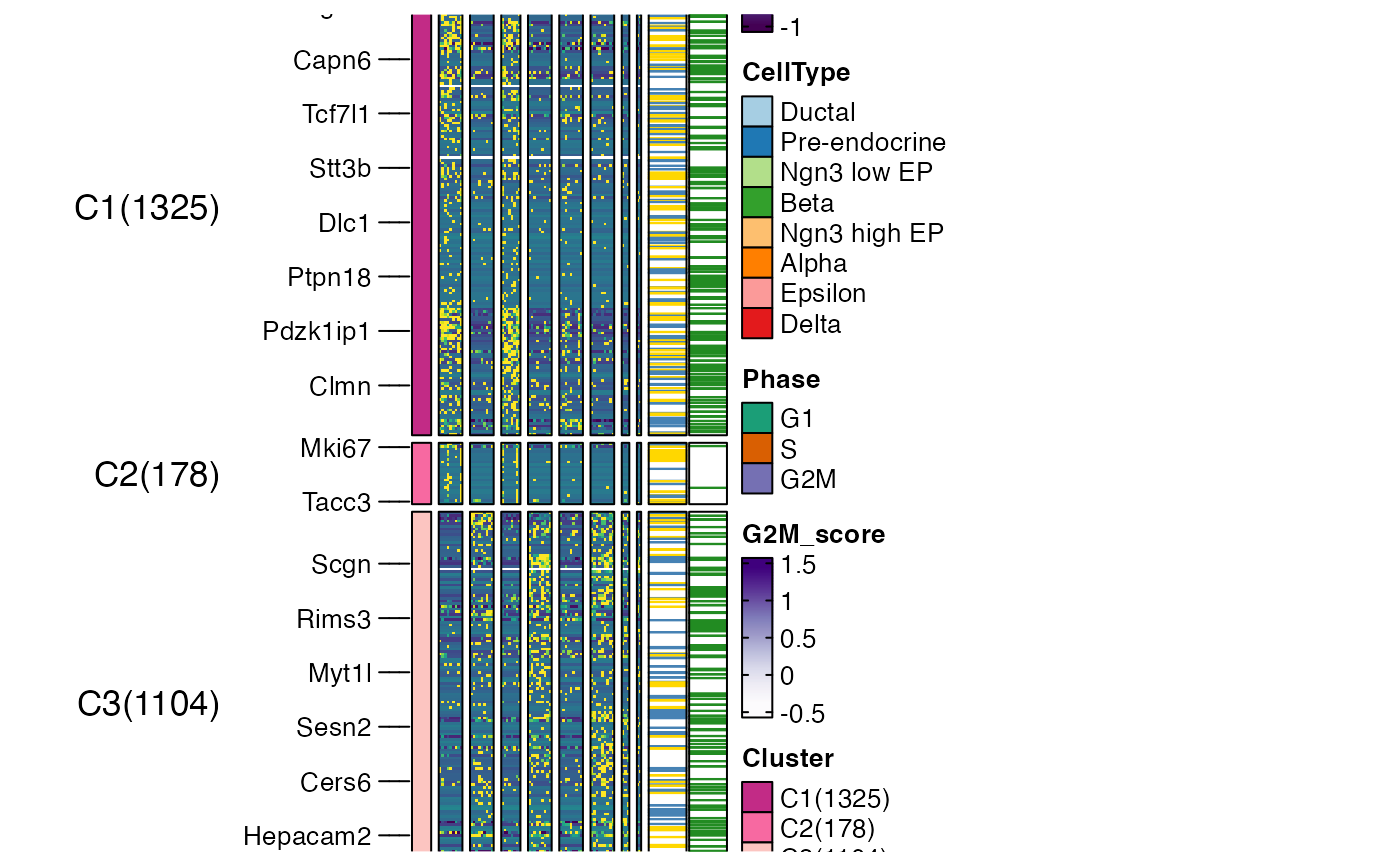 Capn6
Tcf7l1
Stt3b
C1(1325)
Dlc1
Ptpn18
Pdzk1ip1
Clmn
Mki67
C2(178)
Tacc3
Scgn
Rims3
Myt1l
C3(1104)
Sesn2
Cers6
Hepacam2
-1
CellType
Ductal
Pre-endocrine
Ngn3 low EP
Beta
Ngn3 high EP
Alpha
Epsilon
Delta
Phase
G1
S
G2M
G2M_score
1.5
1
0.5
0
-0.5
Cluster
C1(1325)
C2(178)